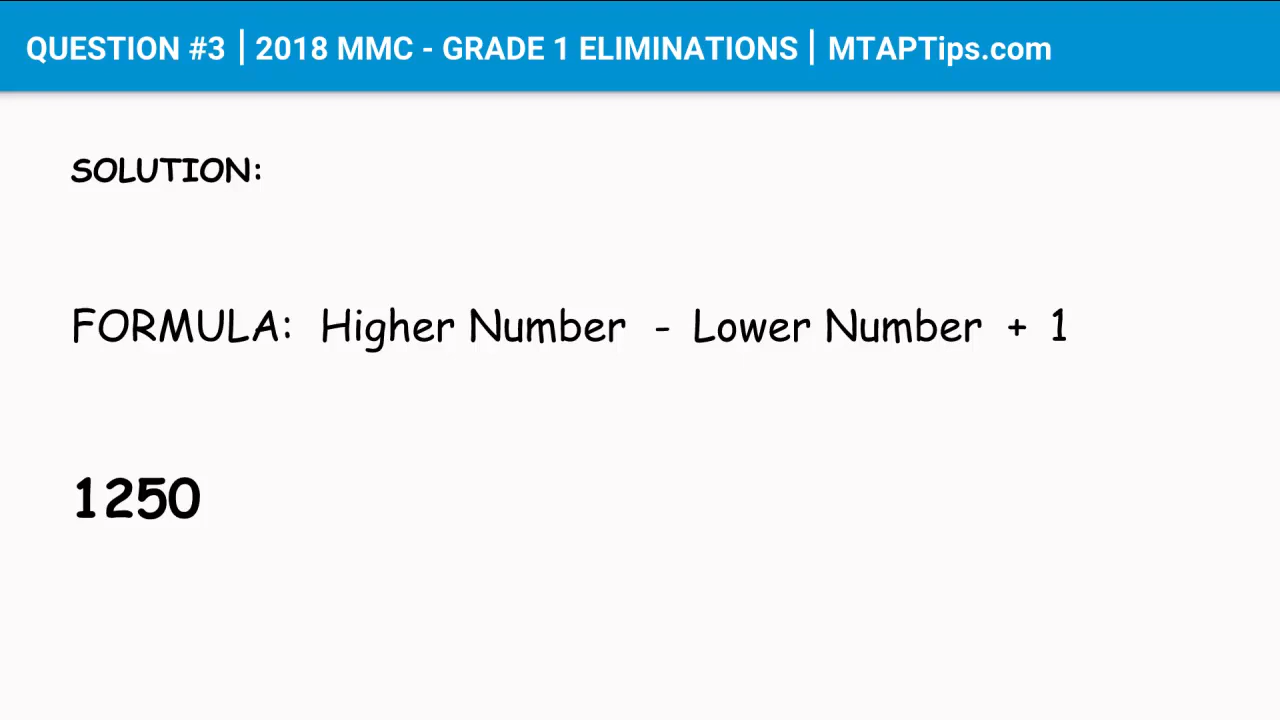 QUESTION #3 | 2018 MMC - GRADE 1 ELIMINATIONS | MTAPTips.com
SOLUTION:
FORMULA: Higher Number - Lower Number + 1
1250